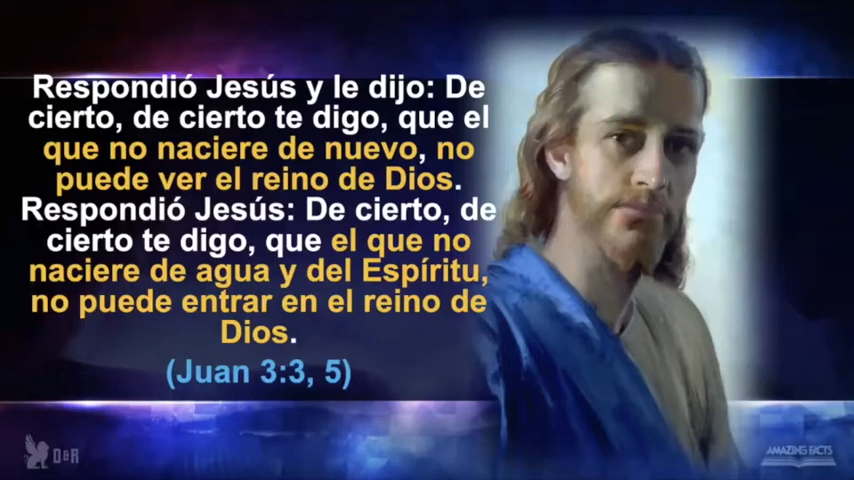 Respondió Jesús y le dijo: De
cierto, de cierto te digo, que el
que no naciere de nuevo, no
puede ver el reino de Dios.
Respondió Jesús: De cierto, de
cierto te digo, que el que no
naciere de agua y del Espíritu,
no puede entrar en el reino de
Dios.
(Juan 3:3, 5)
D&R
AMAZING FACTS